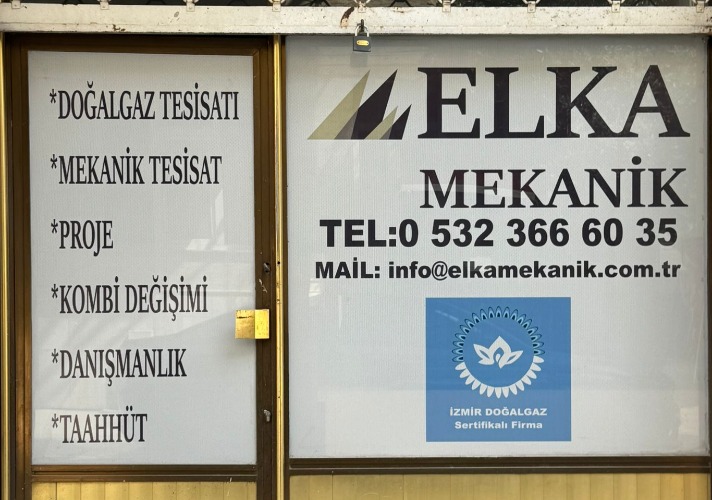 *DOĞALGAZ TESİSATI
*MEKANİK TESİSAT
*PROJE
*KOMBİ DEĞİŞİMİ
*DANIŞMANLIK
*TAAHHÜT
ELKA
MEKANİK
TEL:0 532 366 60 35
MAİL: info@elkamekanik.com.tr
İZMİR DOĞALGAZ
Sertifikalı Firma